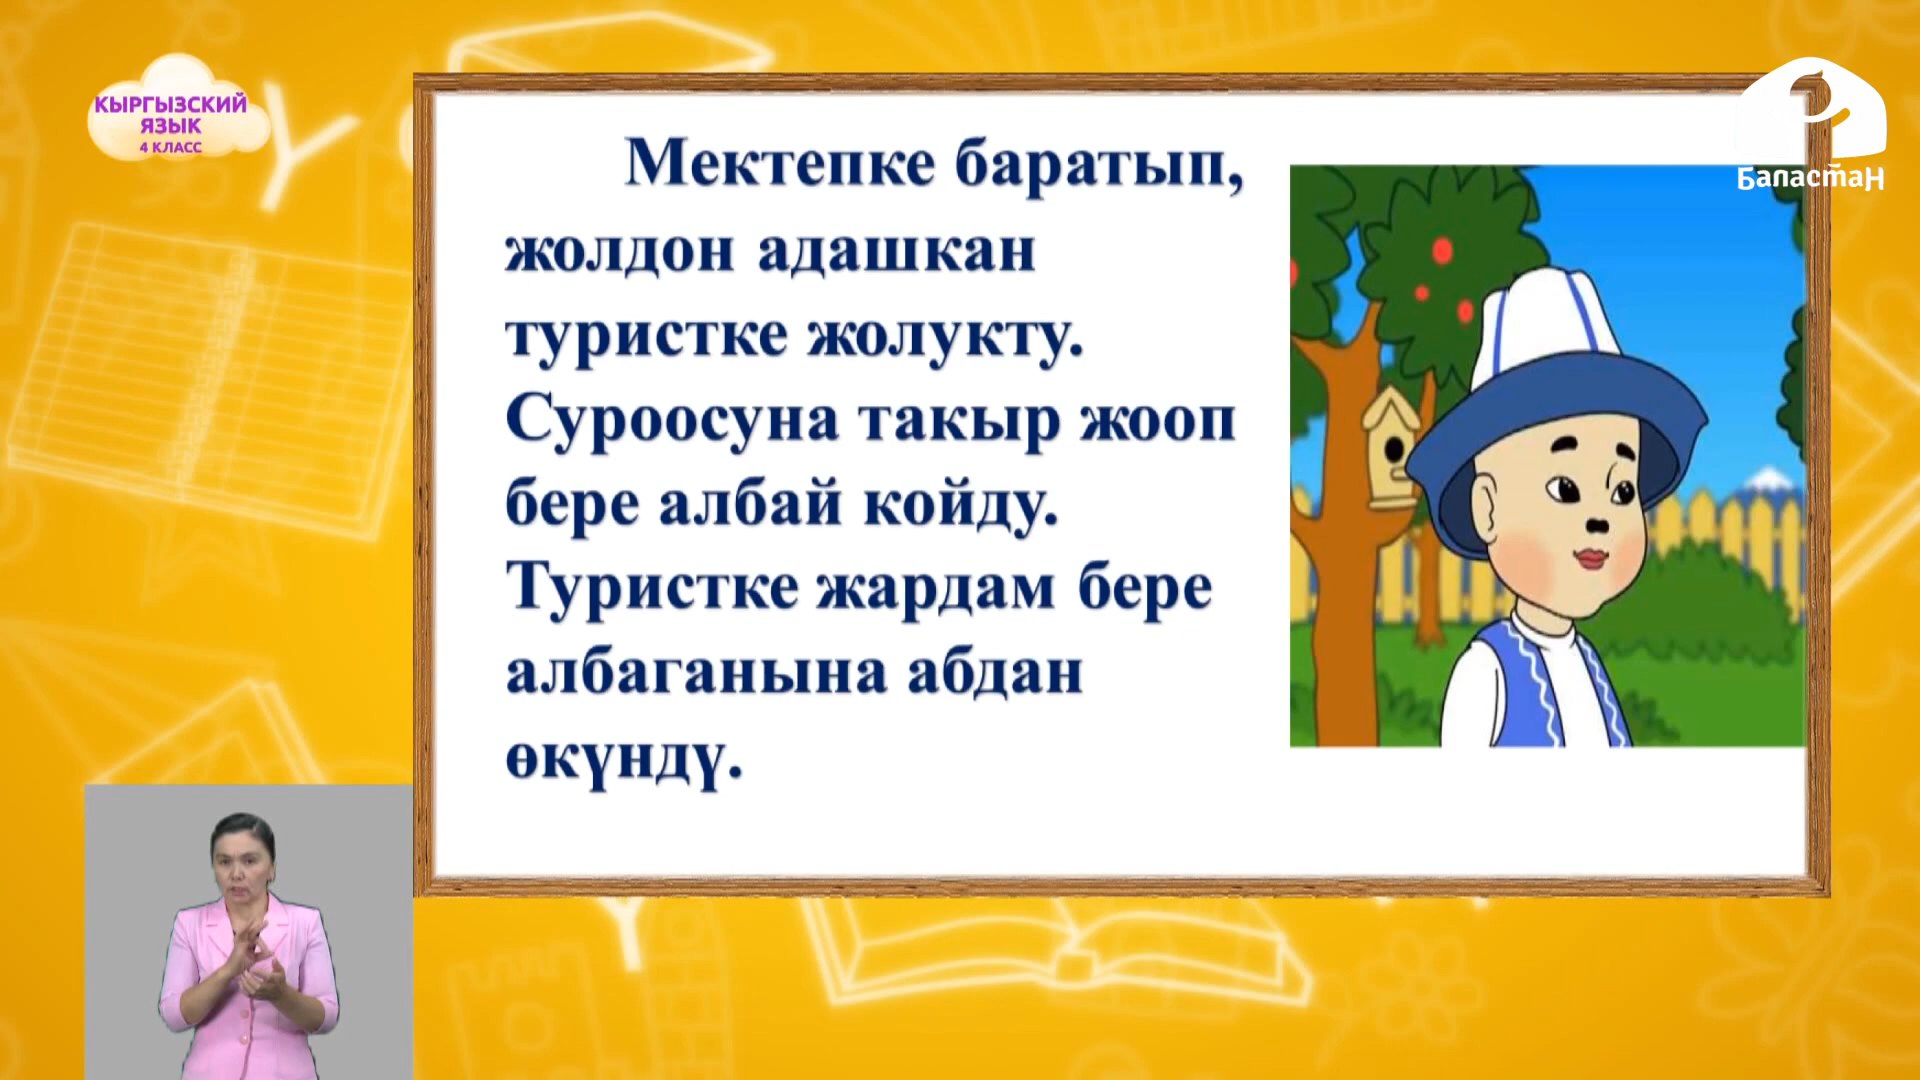 КЫРГЫЗСКИЙ
ЯЗЫК
4 КЛАСС
Баластан
Мектепке баратып,
жолдон адашкан
туристке жолукту.
Суроосуна такыр жооп
бере албай койду.
Туристке жардам бере
албаганына абдан
өкүндү.